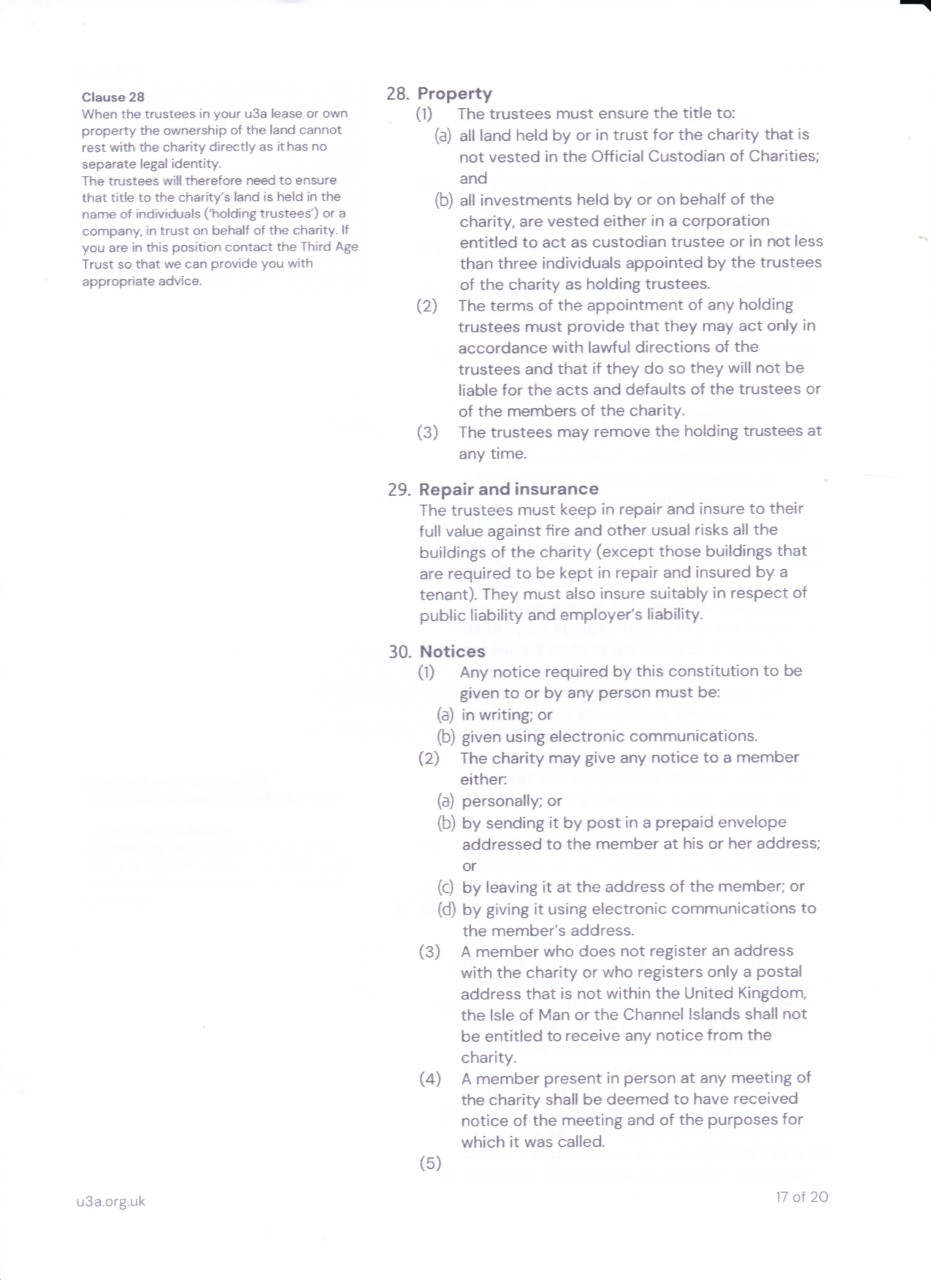 Clause 28
When the trustees in your u3a lease or own
property the ownership of the land cannot
rest with the charity directly as it has no
separate legal identity.
The trustees will therefore need to ensure
that title to the charity's land is held in the
name of individuals ('holding trustees') or a
company, in trust on behalf of the charity. If
you are in this position contact the Third Age
Trust so that we can provide you with
appropriate advice.
28. Property
(1) The trustees must ensure the title to:
(a) all land held by or in trust for the charity that is
not vested in the Official Custodian of Charities;
and
(b) all investments held by or on behalf of the
charity, are vested either in a corporation
entitled to act as custodian trustee or in not less
than three individuals appointed by the trustees
of the charity as holding trustees.
(2) The terms of the appointment of any holding
trustees must provide that they may act only in
accordance with lawful directions of the
trustees and that if they do so they will not be
liable for the acts and defaults of the trustees or
of the members of the charity.
(3) The trustees may remove the holding trustees at
any time.
29. Repair and insurance
The trustees must keep in repair and insure to their
full value against fire and other usual risks all the
buildings of the charity (except those buildings that
are required to be kept in repair and insured by a
tenant). They must also insure suitably in respect of
public liability and employer's liability.
30. Notices
(1) Any notice required by this constitution to be
given to or by any person must be:
(a) in writing; or
(b) given using electronic communications.
(2) The charity may give any notice to a member
either:
(a) personally; or
(b) by sending it by post in a prepaid envelope
addressed to the member at his or her address;
or
(c) by leaving it at the address of the member; or
(d) by giving it using electronic communications to
the member's address.
(3) A member who does not register an address
with the charity or who registers only a postal
address that is not within the United Kingdom,
the Isle of Man or the Channel Islands shall not
be entitled to receive any notice from the
charity.
(4) A member present in person at any meeting of
the charity shall be deemed to have received
notice of the meeting and of the purposes for
which it was called.
(5)
u3a.org.uk
17 of 20